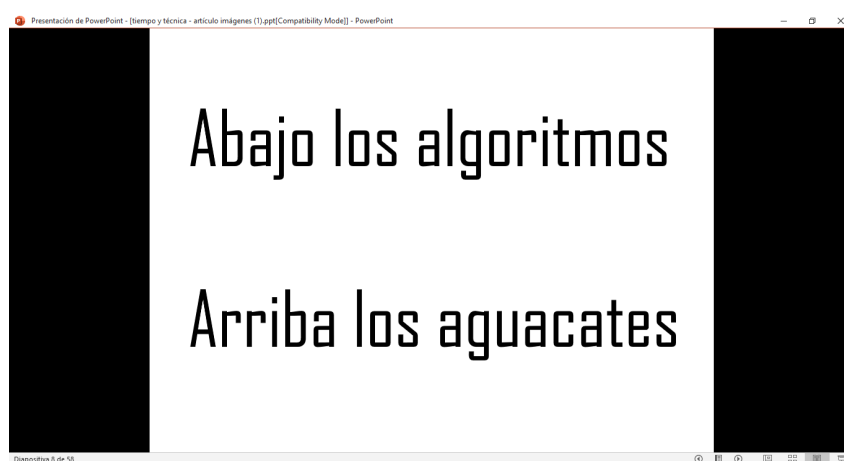 Presentación de PowerPoint - [tiempo y técnica - artículo imágenes (1).ppt[Compatibility Mode]] - PowerPoint
Abajo los algoritmos
Arriba los aguacates
Diapositiva 8 de 58